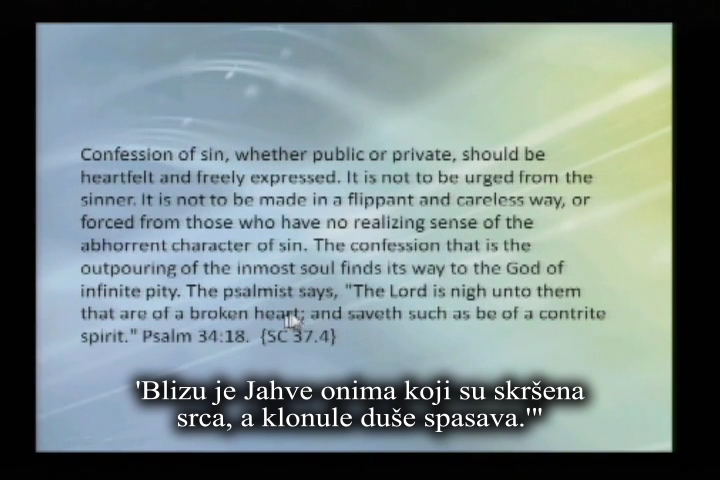 Confession of sin, whether public or private, should be
heartfelt and freely expressed. It is not to be urged from the
sinner. It is not to be made in a flippant and careless way, or
forced from those who have no realizing sense of the
abhorrent character of sin. The confession that is the
outpouring of the inmost soul finds its way to the God of
infinite pity. The psalmist says, "The Lord is nigh unto them
that are of a broken heart; and saveth such as be of a contrite
spirit." Psalm 34:18. {SC 37.4}
'Blizu je Jahve onima koji su skršena
srca, a klonule duše spasava.'"